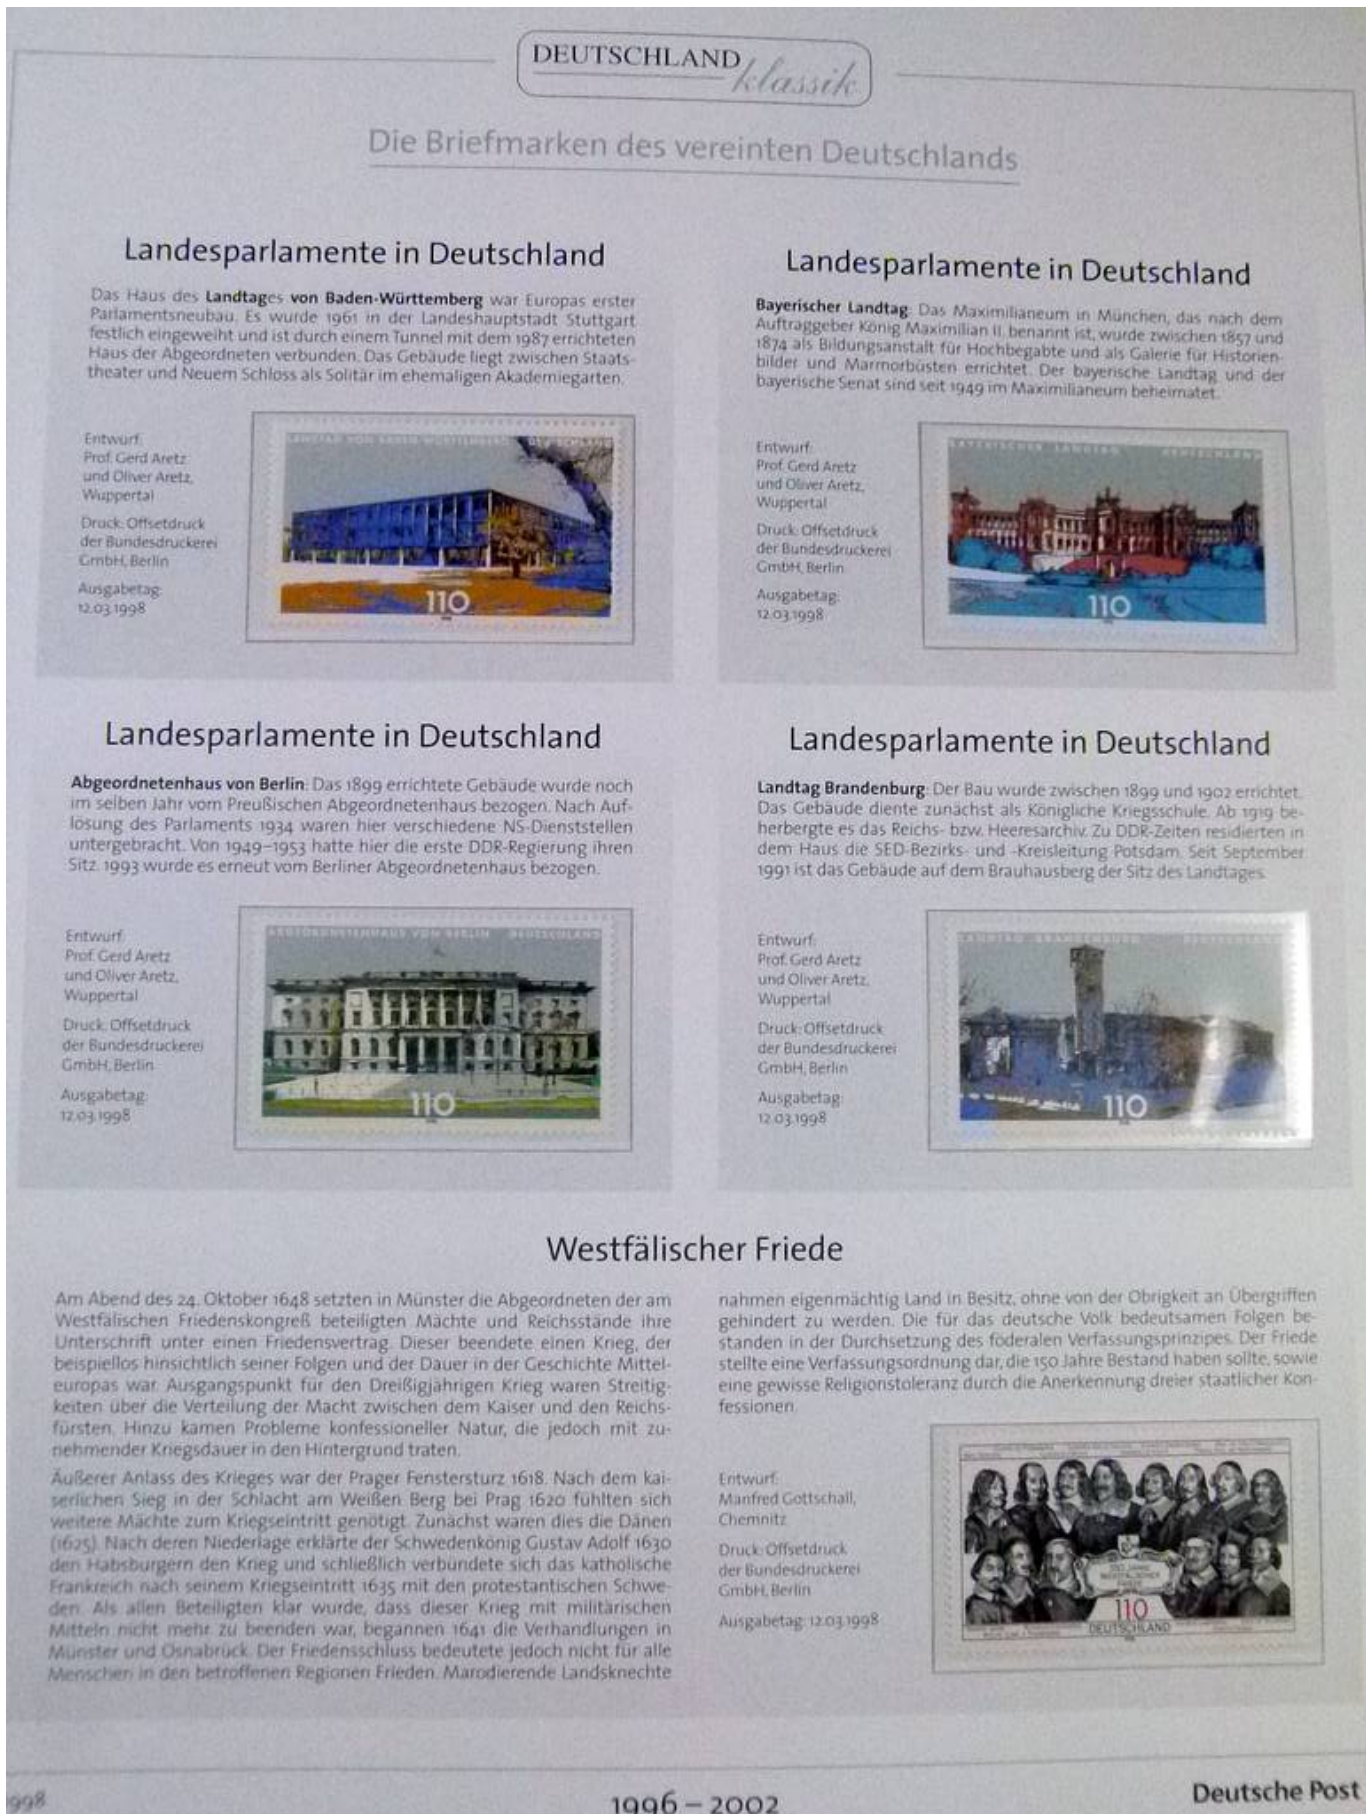 DEUTSCHLAND
klassik
Die Briefmarken des vereinten Deutschlands
Landesparlamente in Deutschland
Das Haus des Landtages von Baden-Württemberg war Europas erster
Parlamentsneubau. Es wurde 1961 in der Landeshauptstadt Stuttgart
festlich eingeweiht und ist durch einem Tunnel mit dem 1987 errichteten
Haus der Abgeordneten verbunden. Das Gebäude liegt zwischen Staats-
theater und Neuem Schloss als Solitär im ehemaligen Akademiegarten.
Entwurf:
Prof. Gerd Aretz
und Oliver Aretz,
Wuppertal
Druck: Offsetdruck
der Bundesdruckerei
GmbH, Berlin
Ausgabetag:
12.03.1998
LANDTAG VON BADEN-WÜRTTEMBERG DEUTSCHLAND
110
Landesparlamente in Deutschland
Bayerischer Landtag: Das Maximilianeum in München, das nach dem
Auftraggeber König Maximilian II. benannt ist, wurde zwischen 1857 und
1874 als Bildungsanstalt für Hochbegabte und als Galerie für Historien-
bilder und Marmorbüsten errichtet. Der bayerische Landtag und der
bayerische Senat sind seit 1949 im Maximilianeum beheimatet.
Entwurf:
Prof. Gerd Aretz
und Oliver Aretz,
Wuppertal
Druck: Offsetdruck
der Bundesdruckerei
GmbH, Berlin
Ausgabetag:
12.03.1998
BAYERISCHER LANDTAG DEUTSCHLAND
110
Landesparlamente in Deutschland
Abgeordnetenhaus von Berlin: Das 1899 errichtete Gebäude wurde noch
im selben Jahr vom Preußischen Abgeordnetenhaus bezogen. Nach Auf-
lösung des Parlaments 1934 waren hier verschiedene NS-Dienststellen
untergebracht. Von 1949–1953 hatte hier die erste DDR-Regierung ihren
Sitz. 1993 wurde es erneut vom Berliner Abgeordnetenhaus bezogen.
Entwurf:
Prof. Gerd Aretz
und Oliver Aretz,
Wuppertal
Druck: Offsetdruck
der Bundesdruckerei
GmbH, Berlin
Ausgabetag:
12.03.1998
ABGEORDNETENHAUS VON BERLIN DEUTSCHLAND
110
Landesparlamente in Deutschland
Landtag Brandenburg: Der Bau wurde zwischen 1899 und 1902 errichtet.
Das Gebäude diente zunächst als Königliche Kriegsschule. Ab 1919 be-
herbergte es das Reichs- bzw. Heeresarchiv. Zu DDR-Zeiten residierten in
dem Haus die SED-Bezirks- und -Kreisleitung Potsdam. Seit September
1991 ist das Gebäude auf dem Brauhausberg der Sitz des Landtages.
Entwurf:
Prof. Gerd Aretz
und Oliver Aretz,
Wuppertal
Druck: Offsetdruck
der Bundesdruckerei
GmbH, Berlin
Ausgabetag:
12.03.1998
LANDTAG BRANDENBURG DEUTSCHLAND
110
Westfälischer Friede
Am Abend des 24. Oktober 1648 setzten in Münster die Abgeordneten der am
Westfälischen Friedenskongreß beteiligten Mächte und Reichsstände ihre
Unterschrift unter einen Friedensvertrag. Dieser beendete einen Krieg, der
beispiellos hinsichtlich seiner Folgen und der Dauer in der Geschichte Mittel-
europas war. Ausgangspunkt für den Dreißigjährigen Krieg waren Streitig-
keiten über die Verteilung der Macht zwischen dem Kaiser und den Reichs-
fürsten. Hinzu kamen Probleme konfessioneller Natur, die jedoch mit zu-
nehmender Kriegsdauer in den Hintergrund traten.
Äußerer Anlass des Krieges war der Prager Fenstersturz 1618. Nach dem kai-
serlichen Sieg in der Schlacht am Weißen Berg bei Prag 1620 fühlten sich
weitere Mächte zum Kriegseintritt genötigt. Zunächst waren dies die Dänen
(1625). Nach deren Niederlage erklärte der Schwedenkönig Gustav Adolf 1630
den Habsburgern den Krieg und schließlich verbündete sich das katholische
Frankreich nach seinem Kriegseintritt 1635 mit den protestantischen Schwe-
den. Als allen Beteiligten klar wurde, dass dieser Krieg mit militärischen
Mitteln nicht mehr zu beenden war, begannen 1641 die Verhandlungen in
Münster und Osnabrück. Der Friedensschluss bedeutete jedoch nicht für alle
Menschen in den betroffenen Regionen Frieden. Marodierende Landsknechte
nahmen eigenmächtig Land in Besitz, ohne von der Obrigkeit an Übergriffen
gehindert zu werden. Die für das deutsche Volk bedeutsamen Folgen be-
standen in der Durchsetzung des föderalen Verfassungsprinzipes. Der Friede
stellte eine Verfassungsordnung dar, die 150 Jahre Bestand haben sollte, sowie
eine gewisse Religionstoleranz durch die Anerkennung dreier staatlicher Kon-
fessionen.
Entwurf:
Manfred Gottschall,
Chemnitz
Druck: Offsetdruck
der Bundesdruckerei
GmbH, Berlin
Ausgabetag: 12.03.1998
350 JAHRE
WESTFÄLISCHER
FRIEDE
110
DEUTSCHLAND
1998
1996 – 2002
Deutsche Post